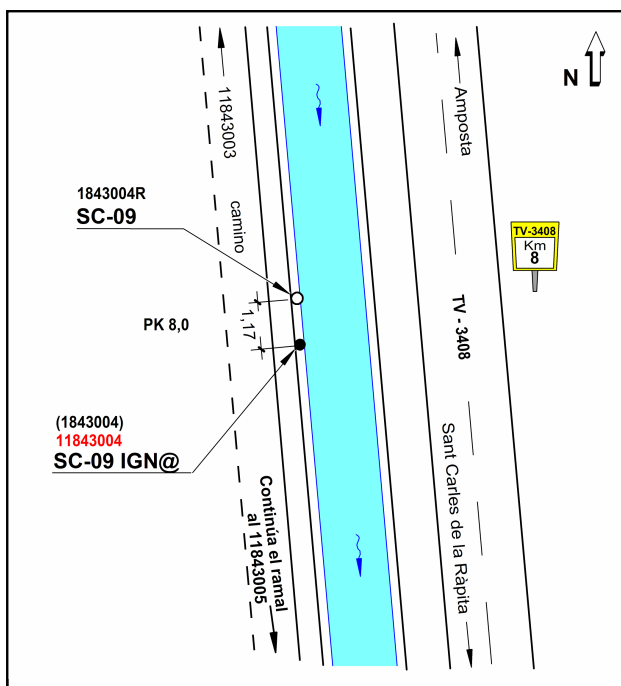 N
11843003
Amposta
1843004R
SC-09
camino
TV-3408
Km
8
TV - 3408
1,17
PK 8,0
(1843004)
11843004
SC-09 IGN@
Continúa el ramal
al 11843005
Sant Carles de la Ràpita